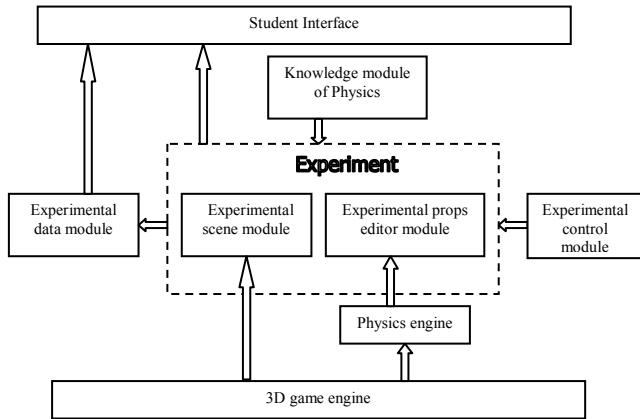 Student Interface
Knowledge module
of Physics
Experiment
Experimental
data module
Experimental
scene module
Experimental props
editor module
Experimental
control
module
Physics engine
3D game engine